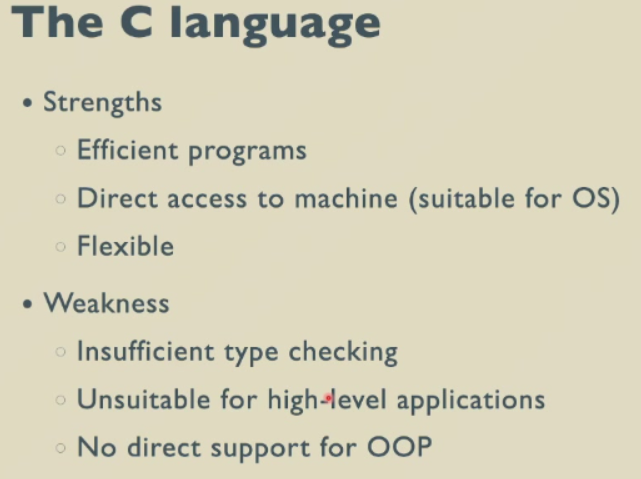 The C language
• Strengths
○ Efficient programs
○ Direct access to machine (suitable for OS)
○ Flexible
• Weakness
○ Insufficient type checking
○ Unsuitable for high-level applications
○ No direct support for OOP